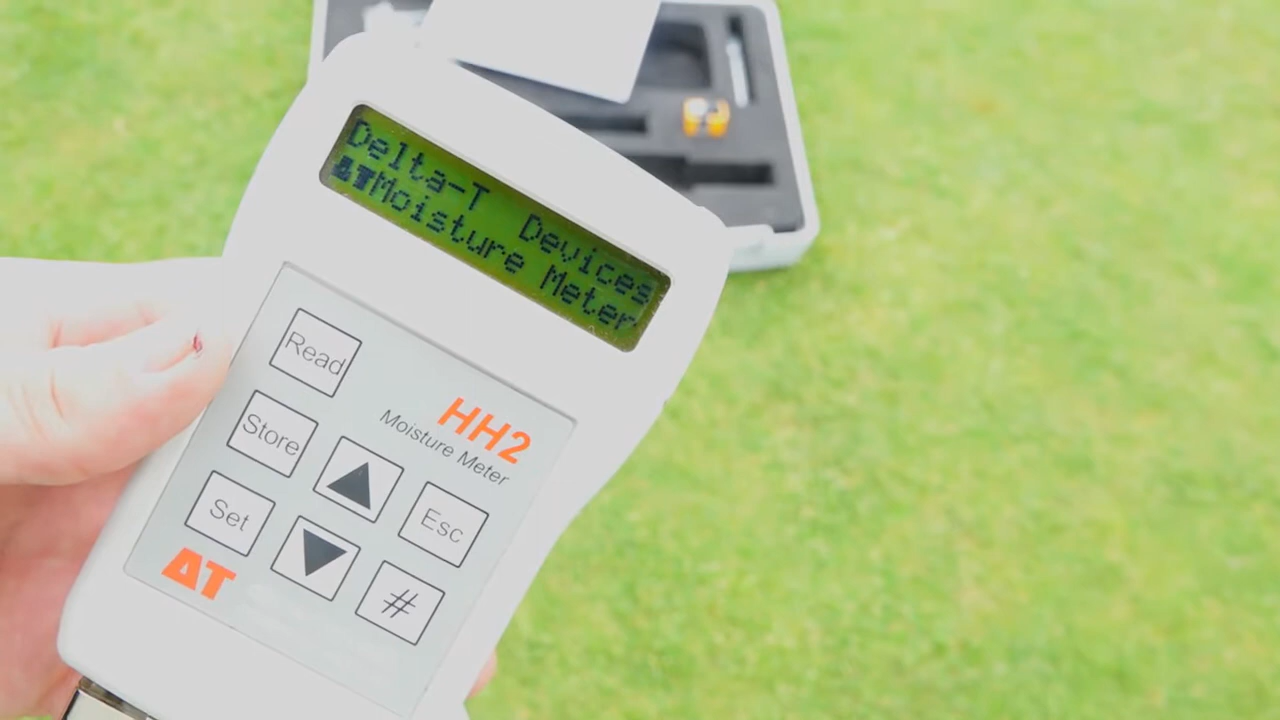 Delta-T Devices
ΔT Moisture Meter
Read
HH2
Moisture Meter
Store
Esc
Set
#
ΔT